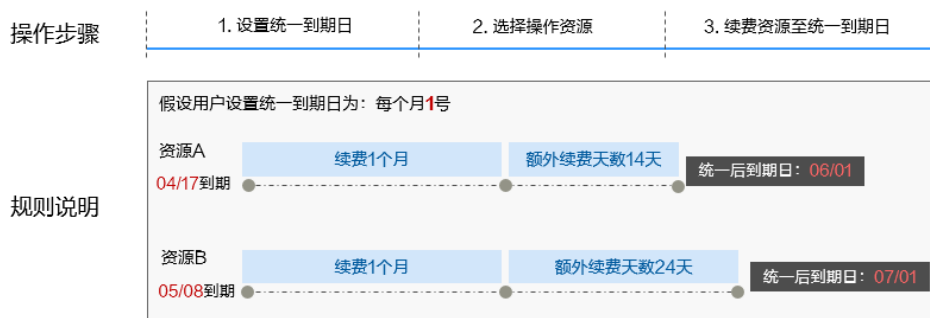 操作步骤
1. 设置统一到期日
2. 选择操作资源
3. 续费资源至统一到期日
规则说明
假设用户设置统一到期日为：每个月1号
资源A
04/17到期
续费1个月
额外续费天数14天
统一后到期日：06/01
资源B
05/08到期
续费1个月
额外续费天数24天
统一后到期日：07/01